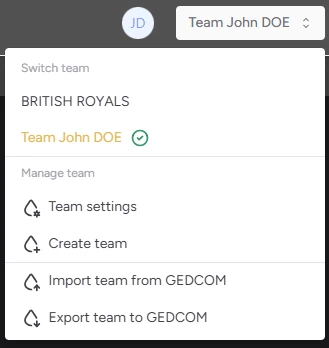 JD
Team John DOE
Switch team
BRITISH ROYALS
Team John DOE
Manage team
Team settings
Create team
Import team from GEDCOM
Export team to GEDCOM